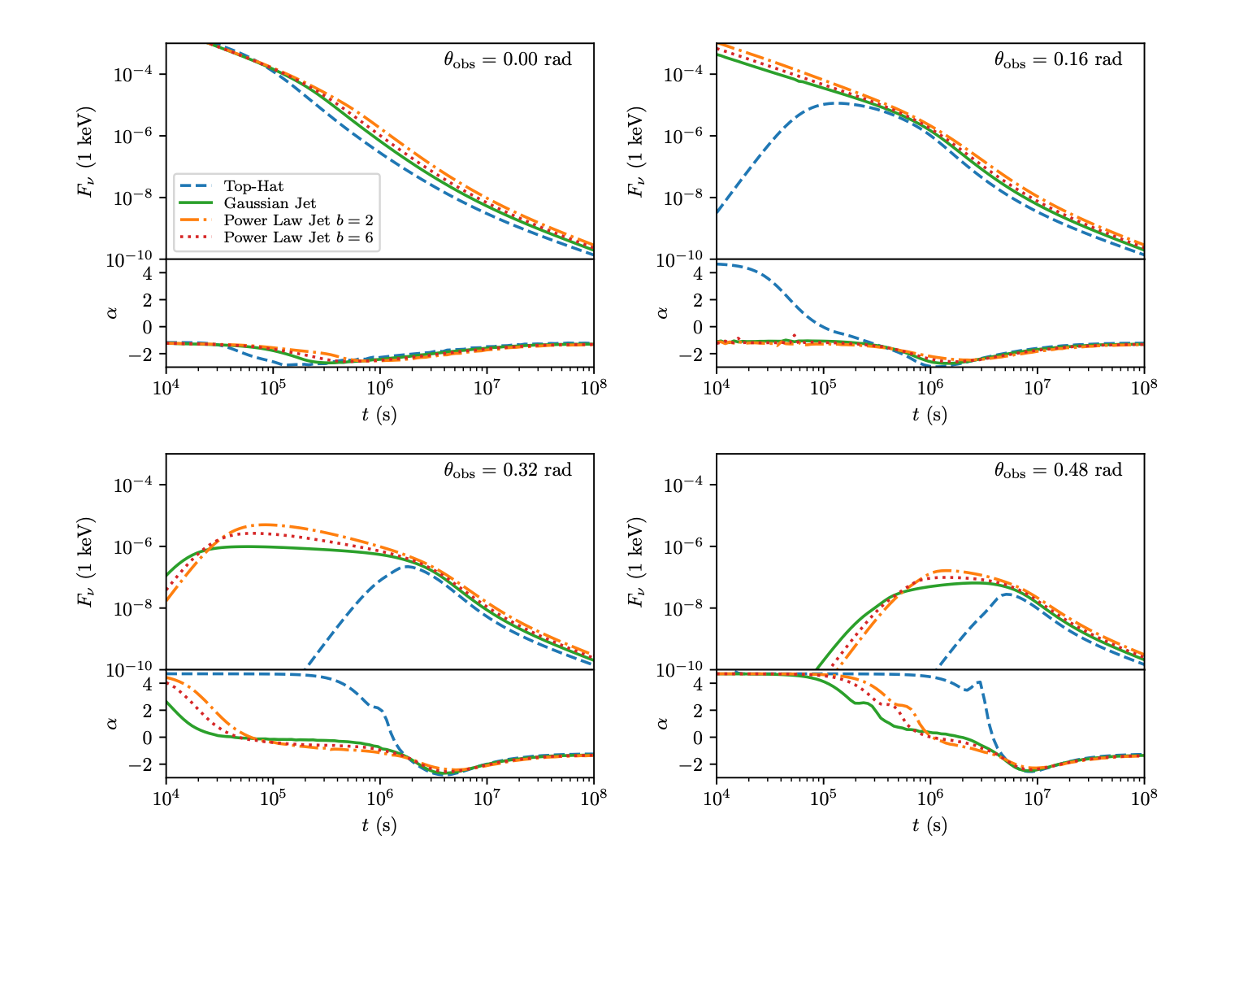 θobs = 0.00 rad
10−4
10−6
10−8
10−10
Fν (1 keV)
Top-Hat
Gaussian Jet
Power Law Jet b = 2
Power Law Jet b = 6
4
2
0
−2
α
104 105 106 107 108
t (s)
θobs = 0.16 rad
10−4
10−6
10−8
10−10
Fν (1 keV)
4
2
0
−2
α
104 105 106 107 108
t (s)
θobs = 0.32 rad
10−4
10−6
10−8
10−10
Fν (1 keV)
4
2
0
−2
α
104 105 106 107 108
t (s)
θobs = 0.48 rad
10−4
10−6
10−8
10−10
Fν (1 keV)
4
2
0
−2
α
104 105 106 107 108
t (s)